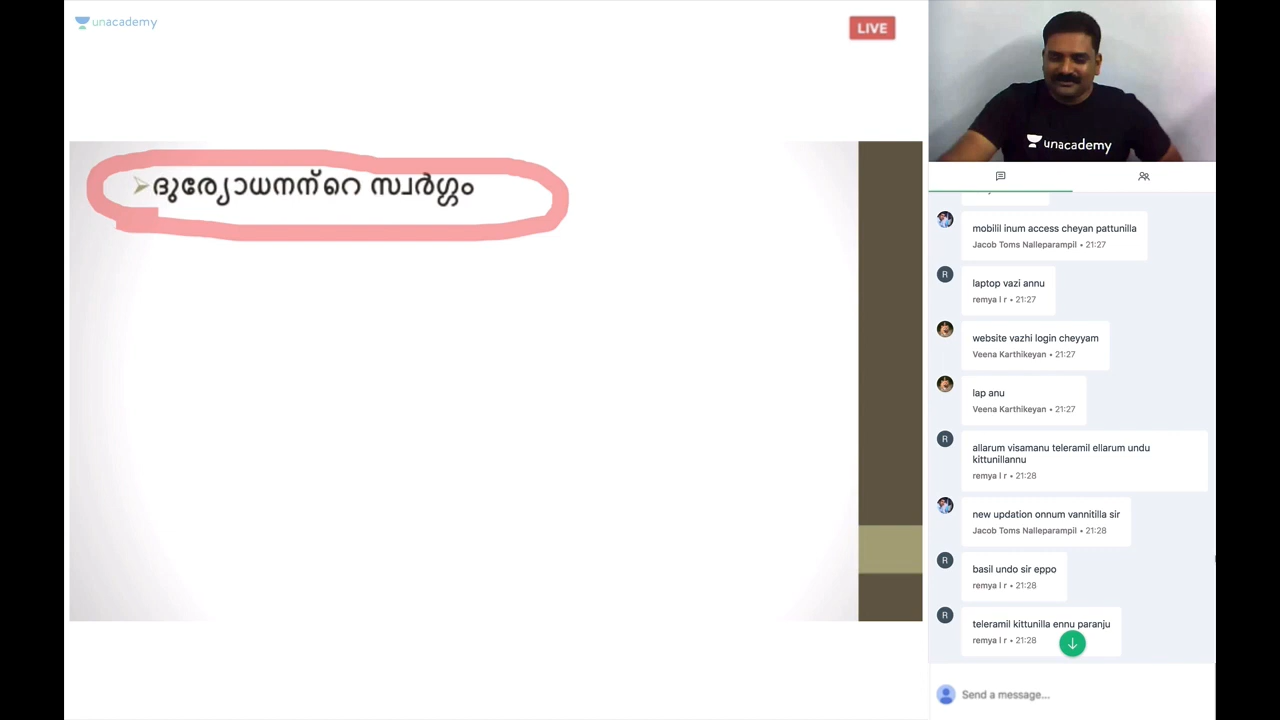 unacademy
LIVE
ദുര്യോധനന്റെ സ്വർഗ്ഗം
unacademy
mobilil inum access cheyan pattunilla
Jacob Toms Nalleparampil • 21:27
R
laptop vazi annu
remya l r • 21:27
website vazhi login cheyyam
Veena Karthikeyan • 21:27
lap anu
Veena Karthikeyan • 21:27
R
allarum visamanu teleramil ellarum undu
kittunillannu
remya l r • 21:28
new updation onnum vannitilla sir
Jacob Toms Nalleparampil • 21:28
R
basil undo sir eppo
remya l r • 21:28
R
teleramil kittunilla ennu paranju
remya l r • 21:28
Send a message...